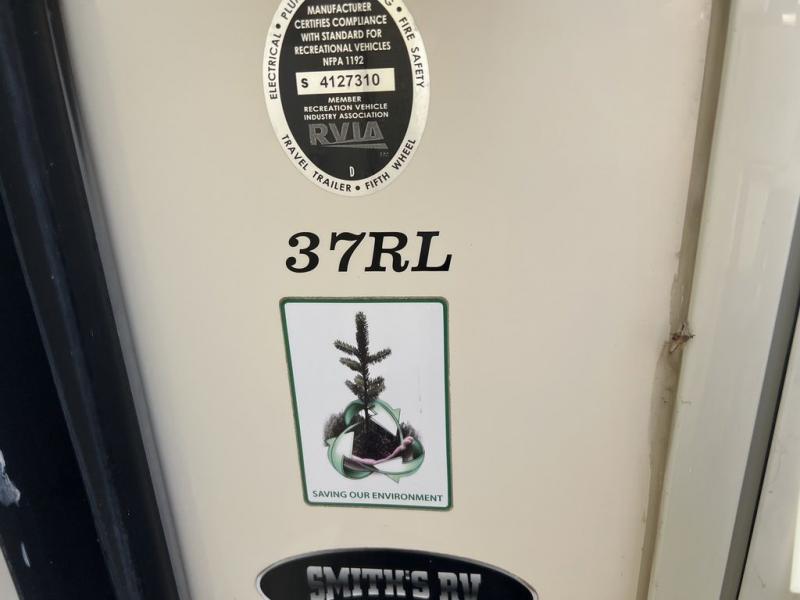 ELECTRICAL • FIRE SAFETY
MANUFACTURER
CERTIFIES COMPLIANCE
WITH STANDARD FOR
RECREATIONAL VEHICLES
NFPA 1192
S 4127310
MEMBER
RECREATION VEHICLE
INDUSTRY ASSOCIATION
RVIA
D
TRAVEL TRAILER • FIFTH WHEEL
37RL
SAVING OUR ENVIRONMENT
SMITH'S RV